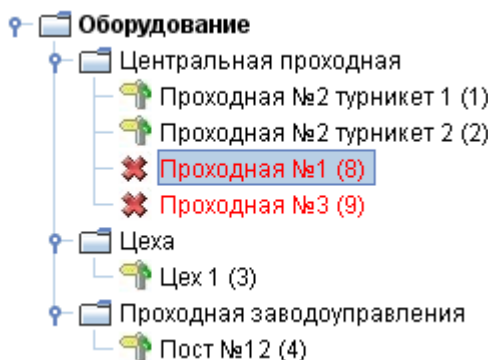 Оборудование
Центральная проходная
Проходная №2 турникет 1 (1)
Проходная №2 турникет 2 (2)
Проходная №1 (8)
Проходная №3 (9)
Цеха
Цех 1 (3)
Проходная заводоуправления
Пост №12 (4)